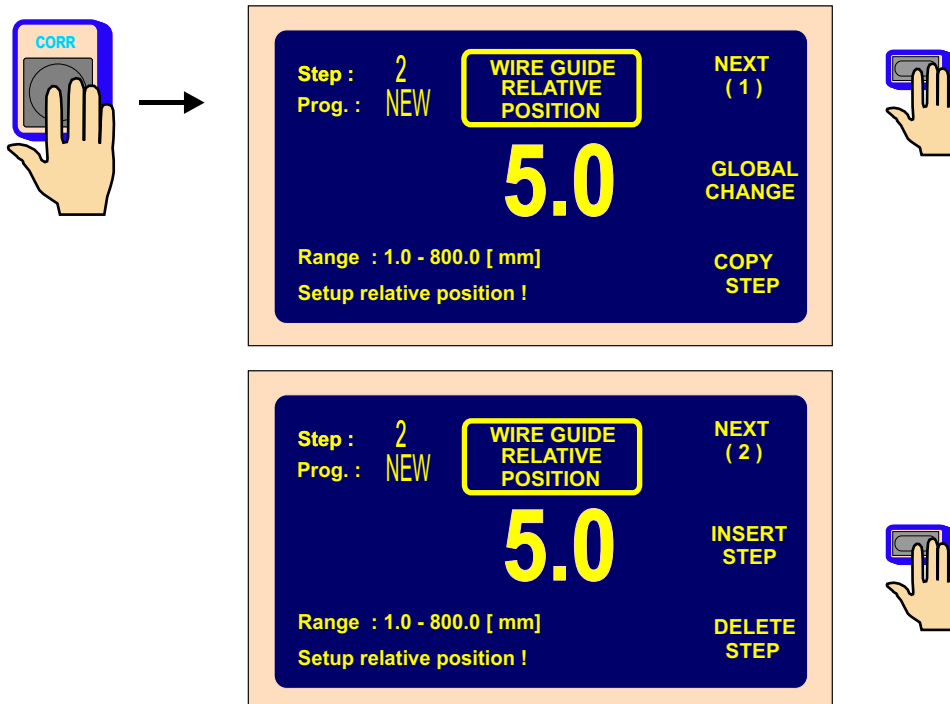 CORR
Step : 2
Prog. : NEW
WIRE GUIDE
RELATIVE
POSITION
NEXT
( 1 )
5.0
GLOBAL
CHANGE
Range : 1.0 - 800.0 [ mm]
Setup relative position !
COPY
STEP
Step : 2
Prog. : NEW
WIRE GUIDE
RELATIVE
POSITION
NEXT
( 2 )
5.0
INSERT
STEP
Range : 1.0 - 800.0 [ mm]
Setup relative position !
DELETE
STEP